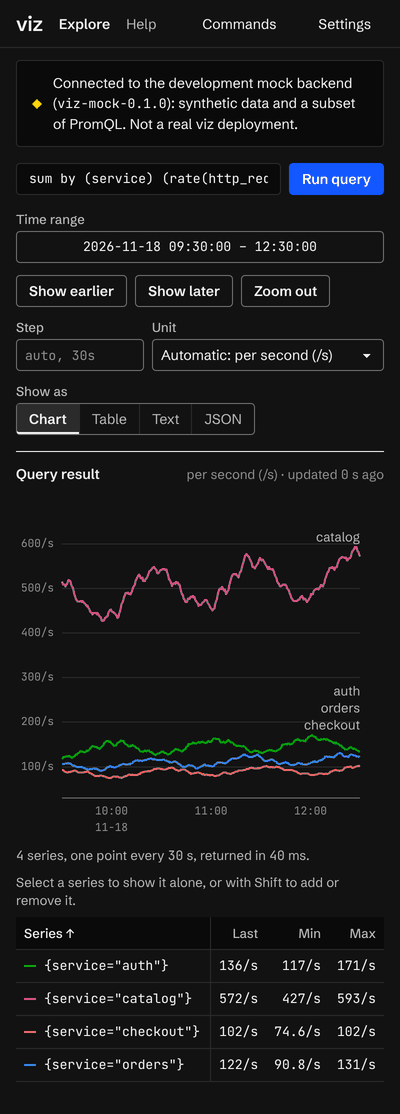 viz Explore Help Commands Settings
Connected to the development mock backend
(viz-mock-0.1.0): synthetic data and a subset
of PromQL. Not a real viz deployment.
sum by (service) (rate(http_rec Run query
Time range
2026-11-18 09:30:00 – 12:30:00
Show earlier Show later Zoom out
Step Unit
auto, 30s Automatic: per second (/s)
Show as
Chart Table Text JSON
Query result per second (/s) · updated 0 s ago
catalog
600/s
500/s
400/s
300/s
auth
orders
200/s
checkout
100/s
10:00 11:00 12:00
11-18
4 series, one point every 30 s, returned in 40 ms.
Select a series to show it alone, or with Shift to add or
remove it.
Series ↑ Last Min Max
{service="auth"} 136/s 117/s 171/s
{service="catalog"} 572/s 427/s 593/s
{service="checkout"} 102/s 74.6/s 102/s
{service="orders"} 122/s 90.8/s 131/s